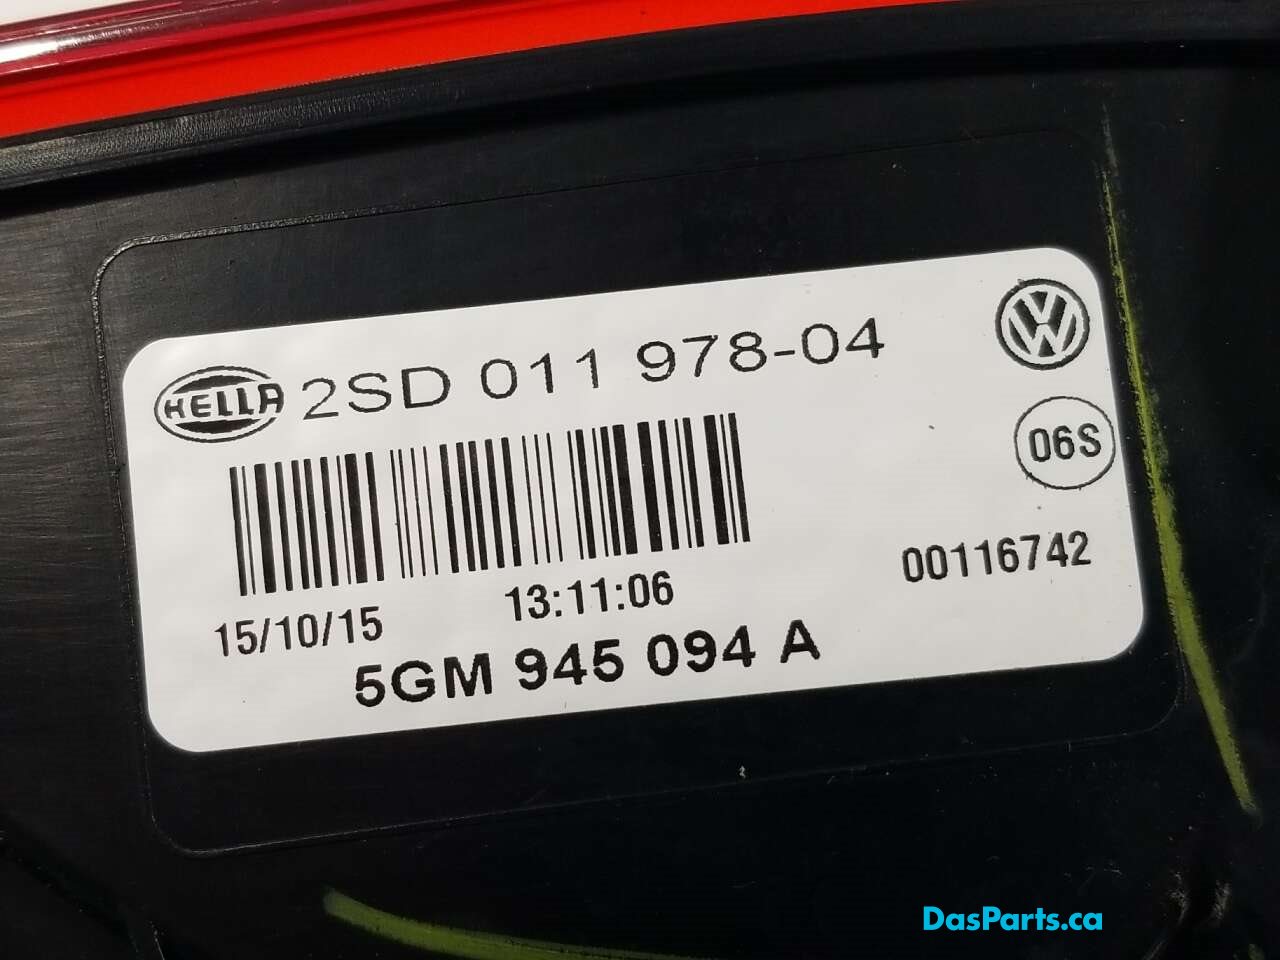 HELLA 2SD 011 978-04
06S
15/10/15 13:11:06 00116742
5GM 945 094 A
DasParts.ca